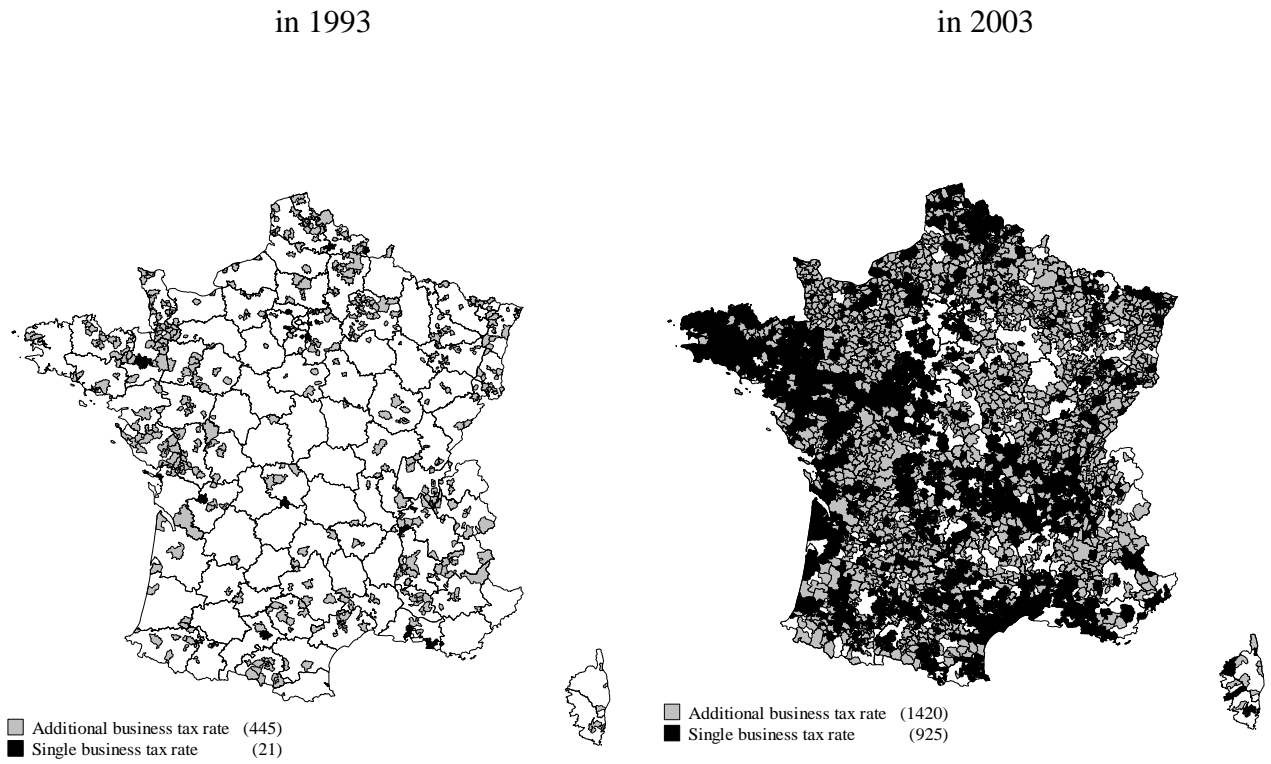 in 1993
in 2003
Additional business tax rate (445)
Single business tax rate (21)
Additional business tax rate (1420)
Single business tax rate (925)